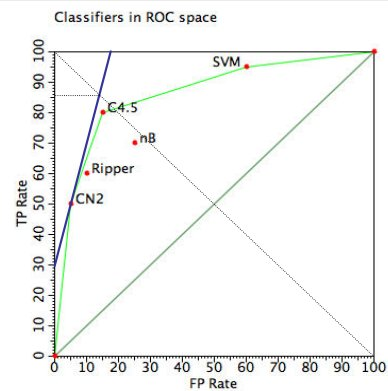 Classifiers in ROC space
100
90
80
70
60
50
40
30
20
10
0
TP Rate
SVM
C4.5
nB
Ripper
CN2
0 10 20 30 40 50 60 70 80 90 100
FP Rate